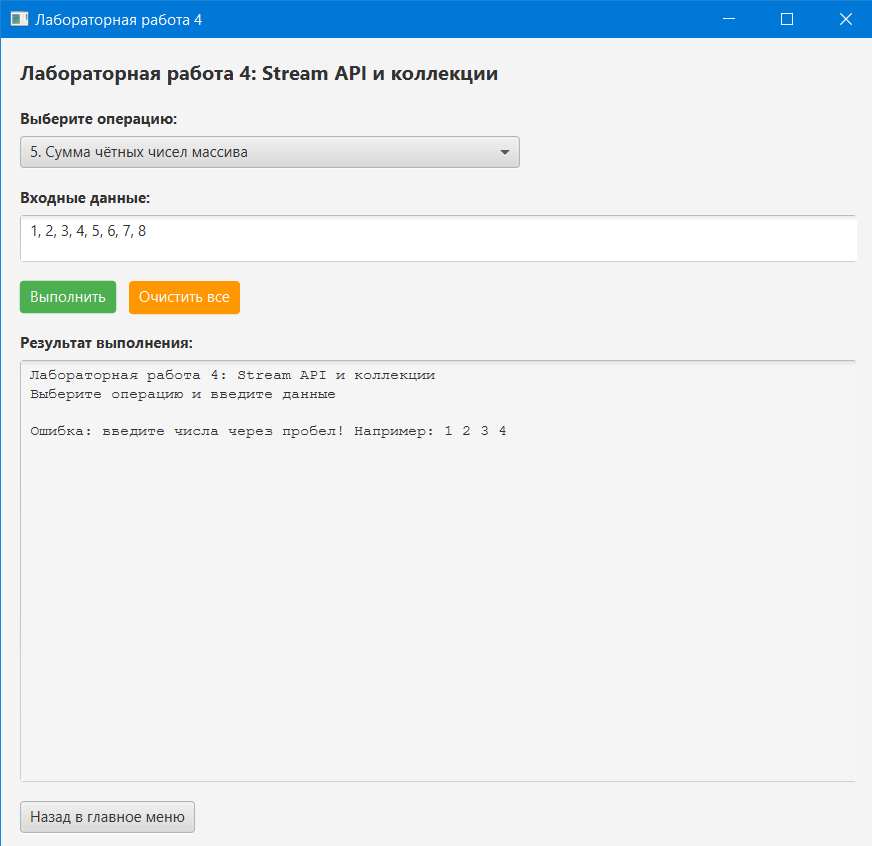 Лабораторная работа 4
Лабораторная работа 4: Stream API и коллекции
Выберите операцию:
5. Сумма чётных чисел массива
Входные данные:
1, 2, 3, 4, 5, 6, 7, 8
Выполнить Очистить все
Результат выполнения:
Лабораторная работа 4: Stream API и коллекции
Выберите операцию и введите данные
Ошибка: введите числа через пробел! Например: 1 2 3 4
Назад в главное меню